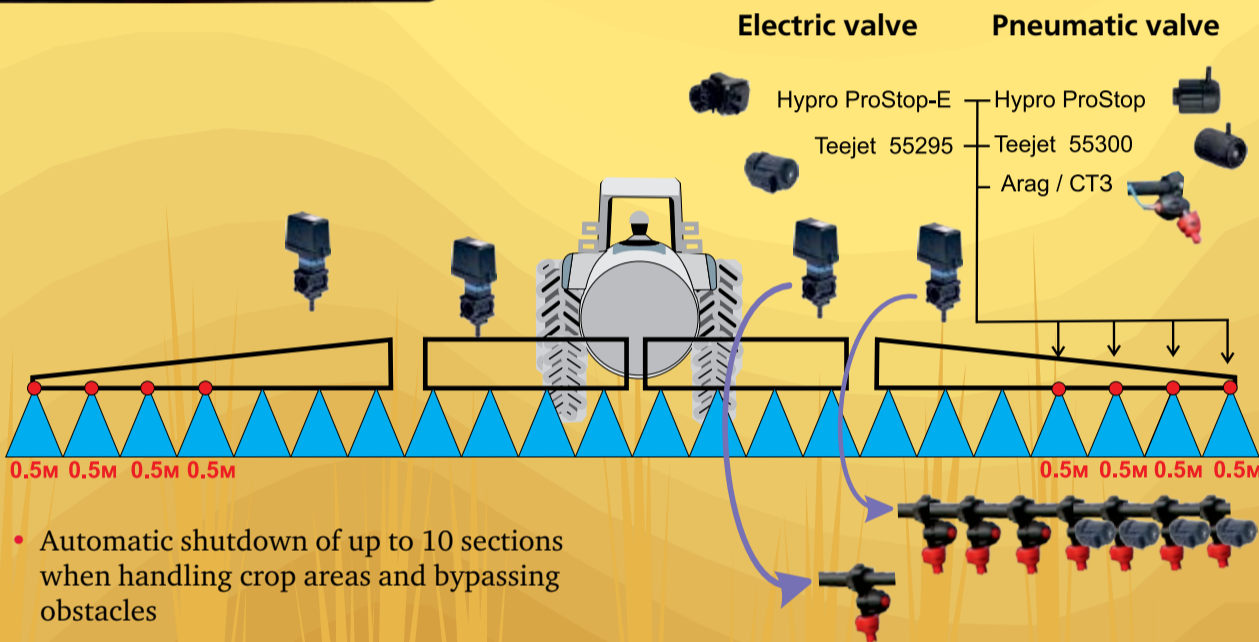 Electric valve Pneumatic valve
Hypro ProStop-E Hypro ProStop
Teejet 55295 Teejet 55300
Arag / CT3
0.5м 0.5м 0.5м 0.5м 0.5м 0.5м 0.5м 0.5м
• Automatic shutdown of up to 10 sections
when handling crop areas and bypassing
obstacles